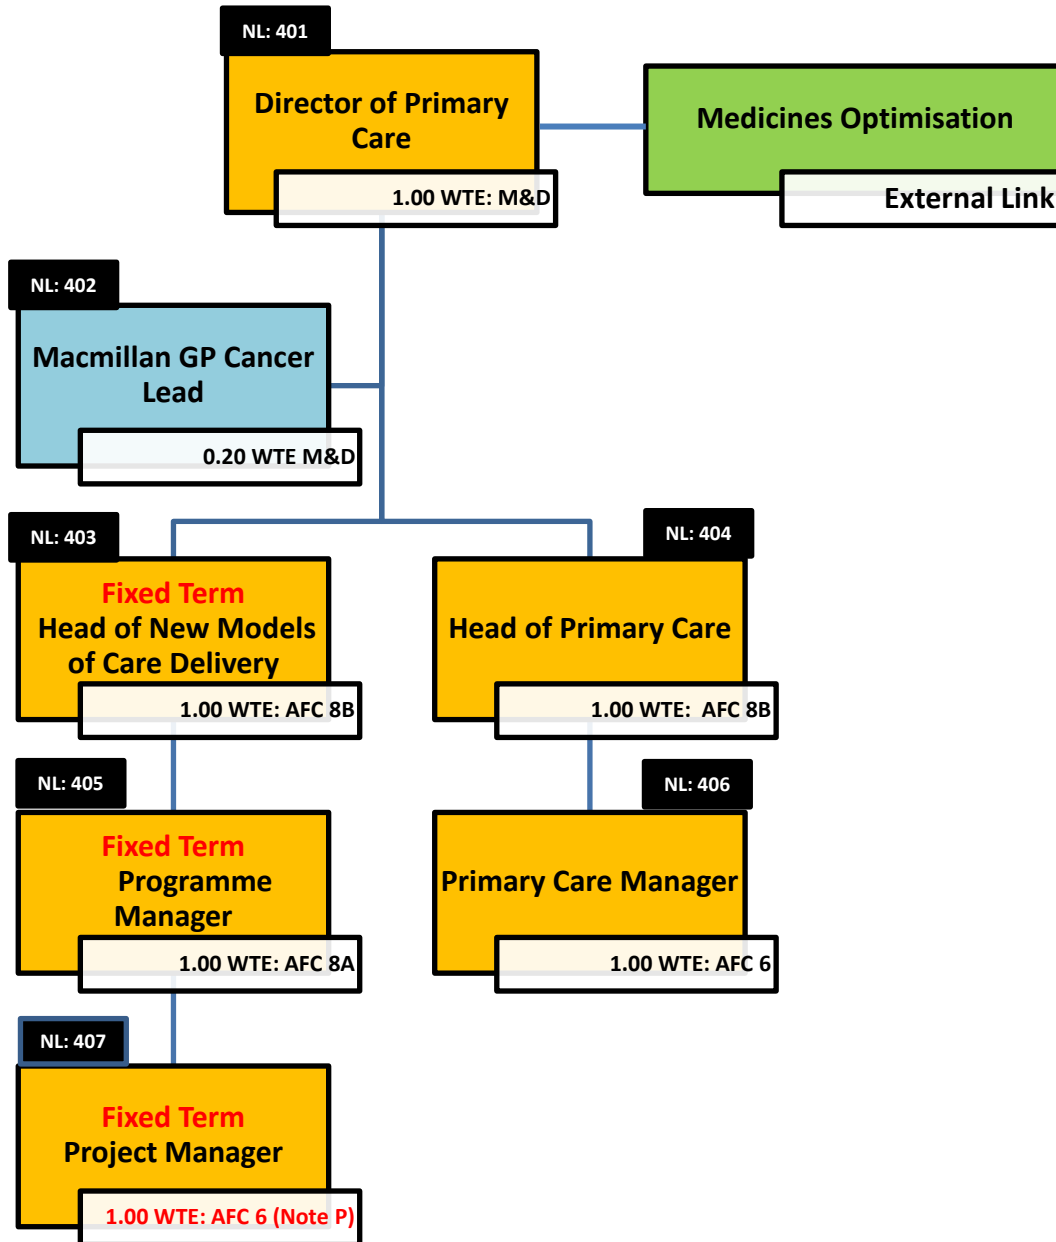 NL: 401
Director of Primary
Care
1.00 WTE: M&D
Medicines Optimisation
External Link
NL: 402
Macmillan GP Cancer
Lead
0.20 WTE M&D
NL: 403
Fixed Term
Head of New Models
of Care Delivery
1.00 WTE: AFC 8B
NL: 404
Head of Primary Care
1.00 WTE: AFC 8B
NL: 405
Fixed Term
Programme
Manager
1.00 WTE: AFC 8A
NL: 406
Primary Care Manager
1.00 WTE: AFC 6
NL: 407
Fixed Term
Project Manager
1.00 WTE: AFC 6 (Note P)